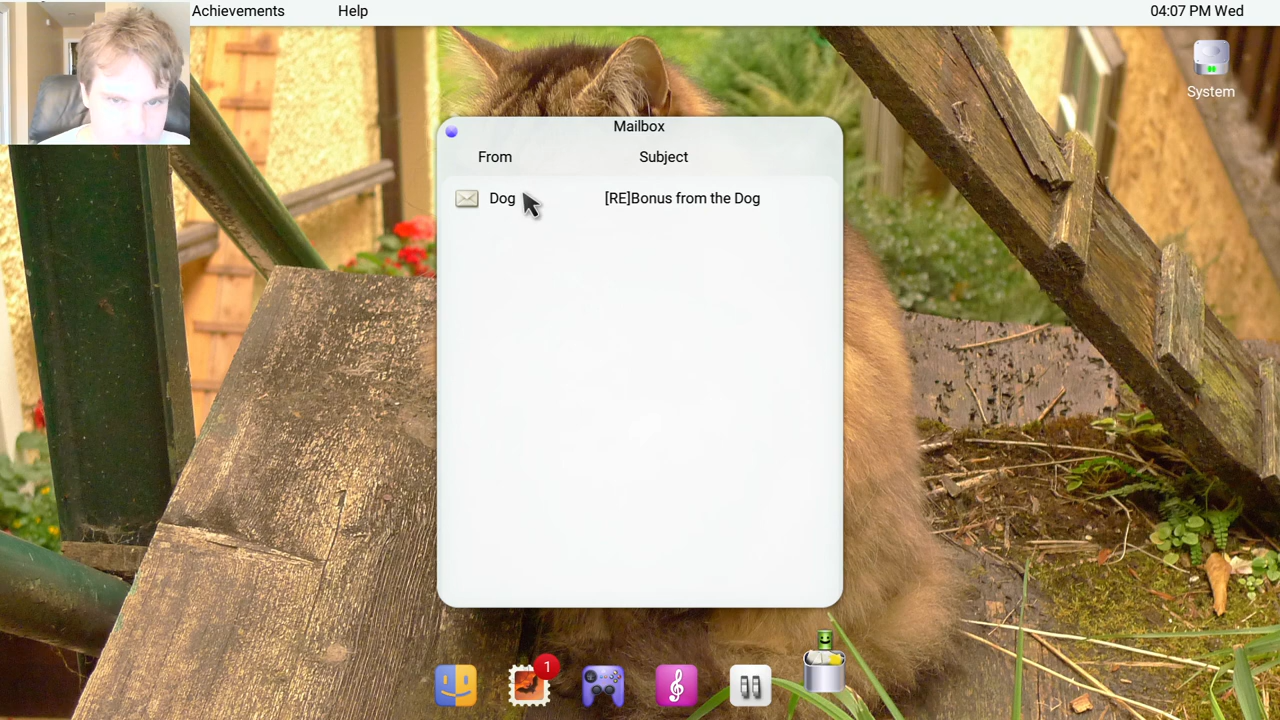 Achievements Help 04:07 PM Wed
System
Mailbox
From Subject
Dog [RE]Bonus from the Dog
1